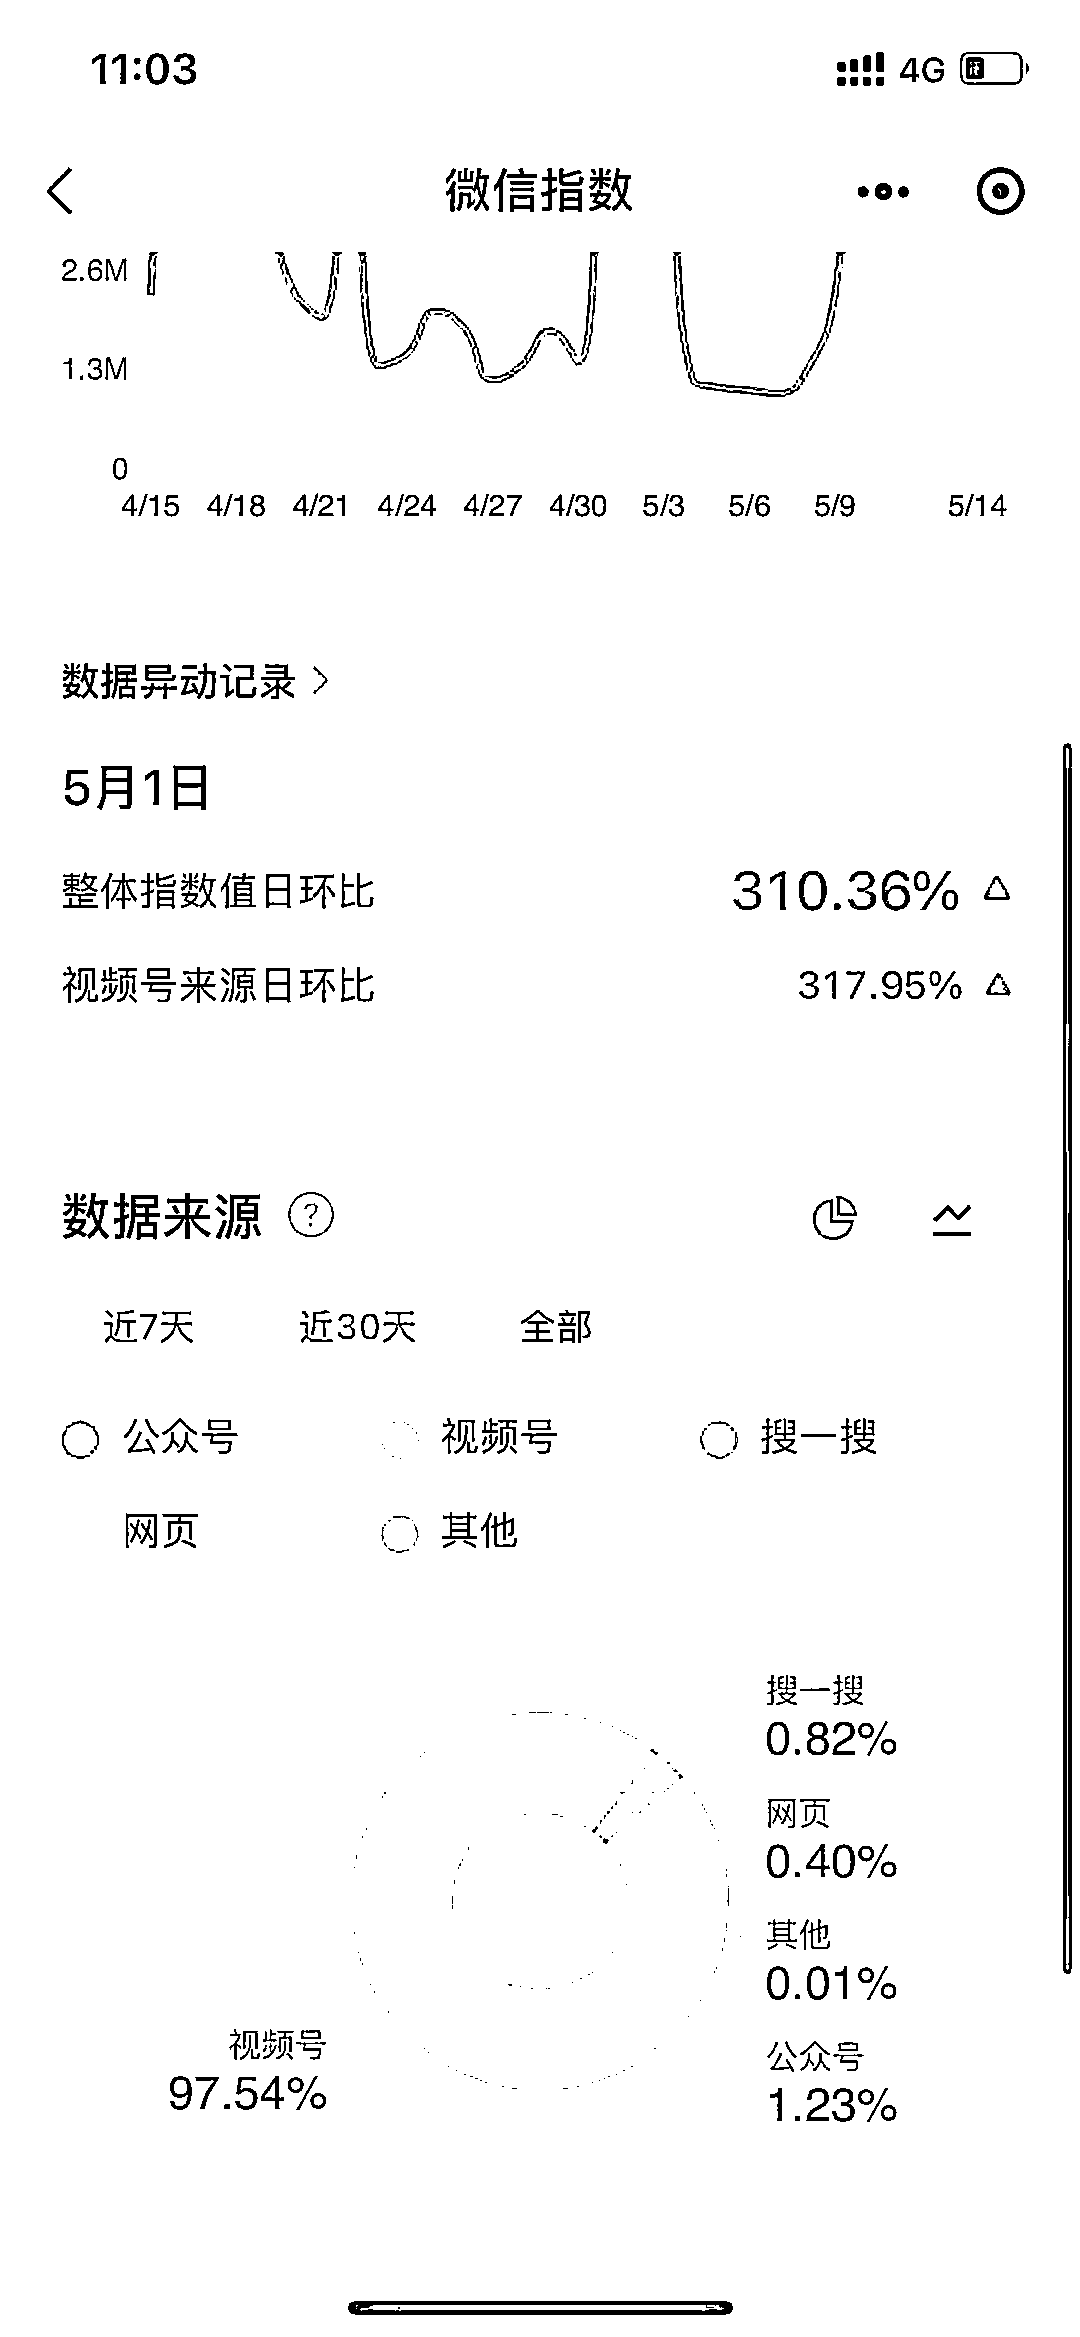 11:03
4G
微信指数
2.6M
1.3M
0
4/15 4/18 4/21 4/24 4/27 4/30 5/3 5/6 5/9 5/14
数据异动记录
5月1日
整体指数值日环比 310.36%
视频号来源日环比 317.95%
数据来源 ?
近7天 近30天 全部
公众号 视频号 搜一搜
网页 其他
搜一搜
0.82%
网页
0.40%
其他
0.01%
视频号
97.54%
公众号
1.23%